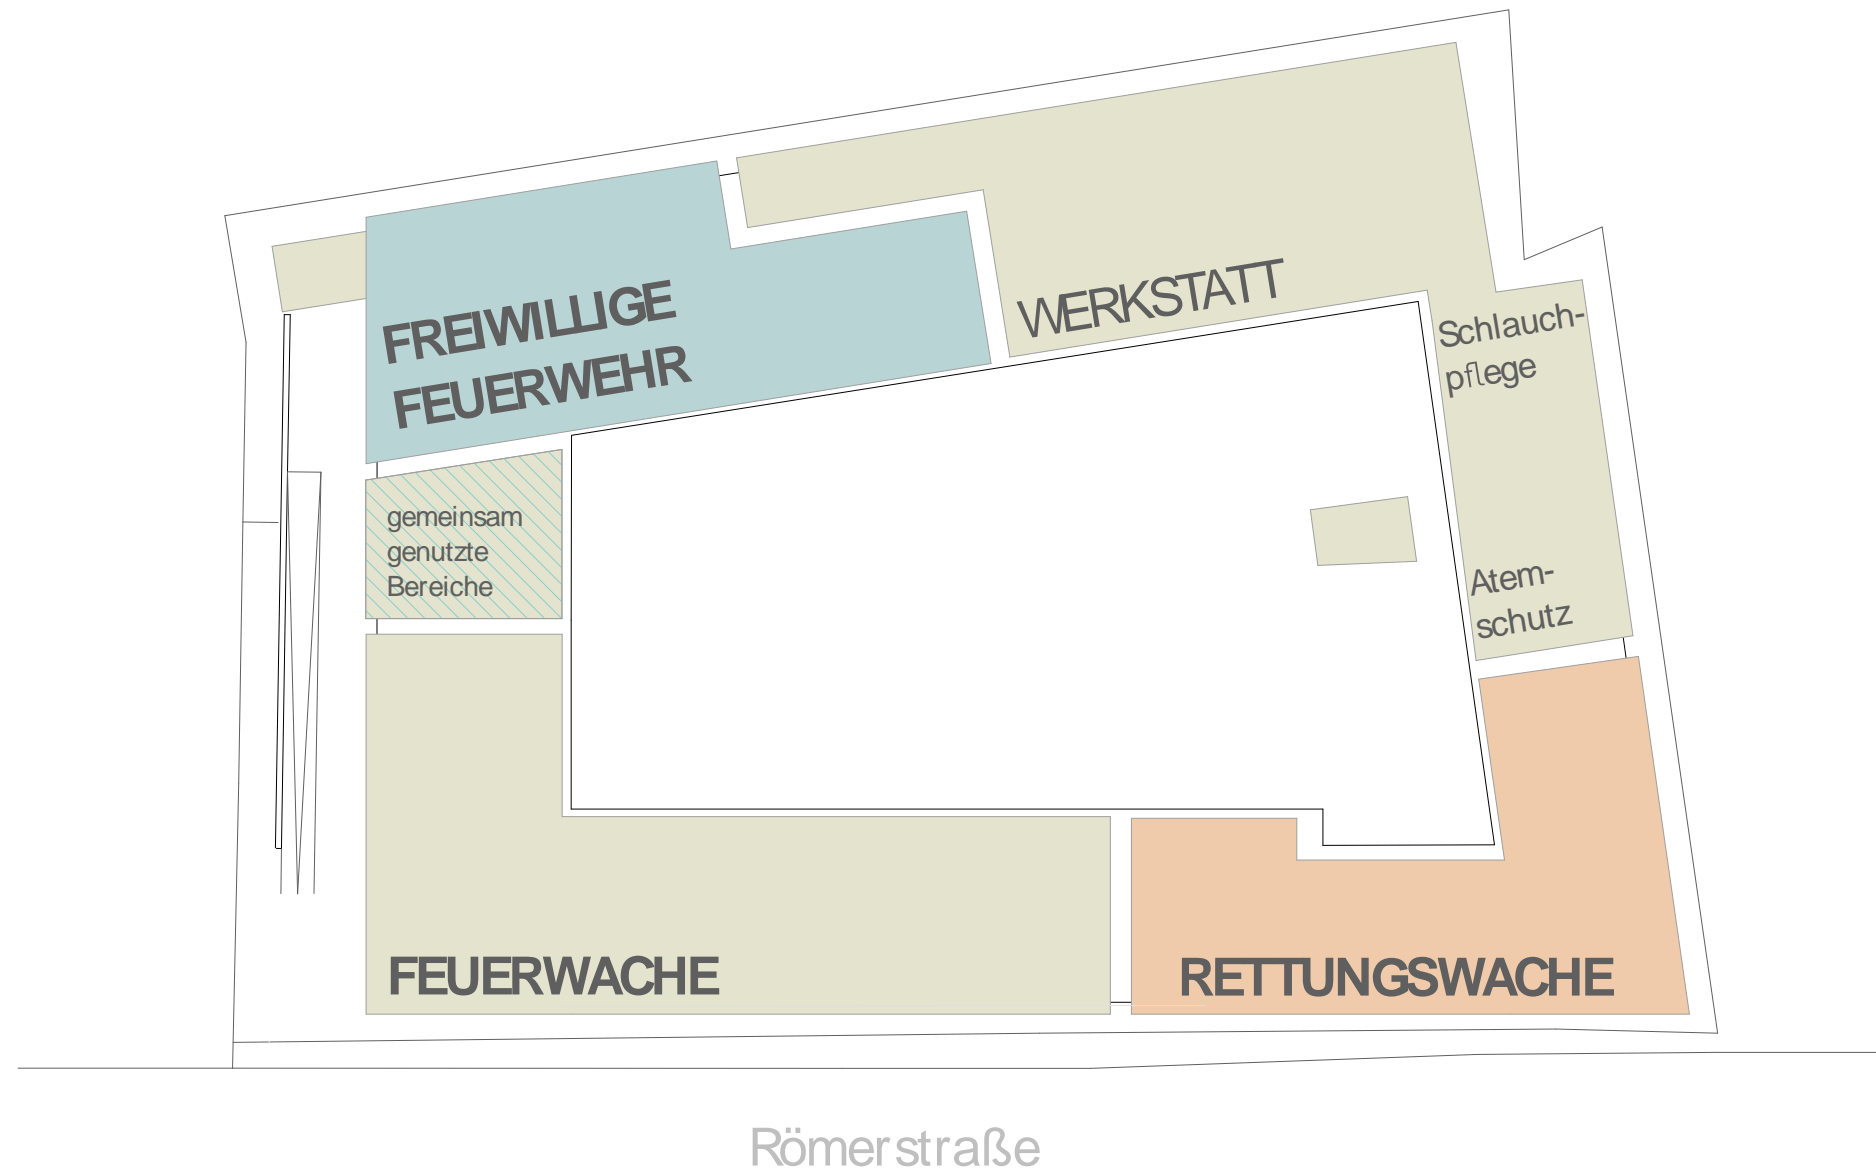 FREIWILLIGE
FEUERWEHR
WERKSTATT
Schlauch-
pflege
gemeinsam
genutzte
Bereiche
Atem-
schutz
FEUERWACHE
RETTUNGSWACHE
Römerstraße